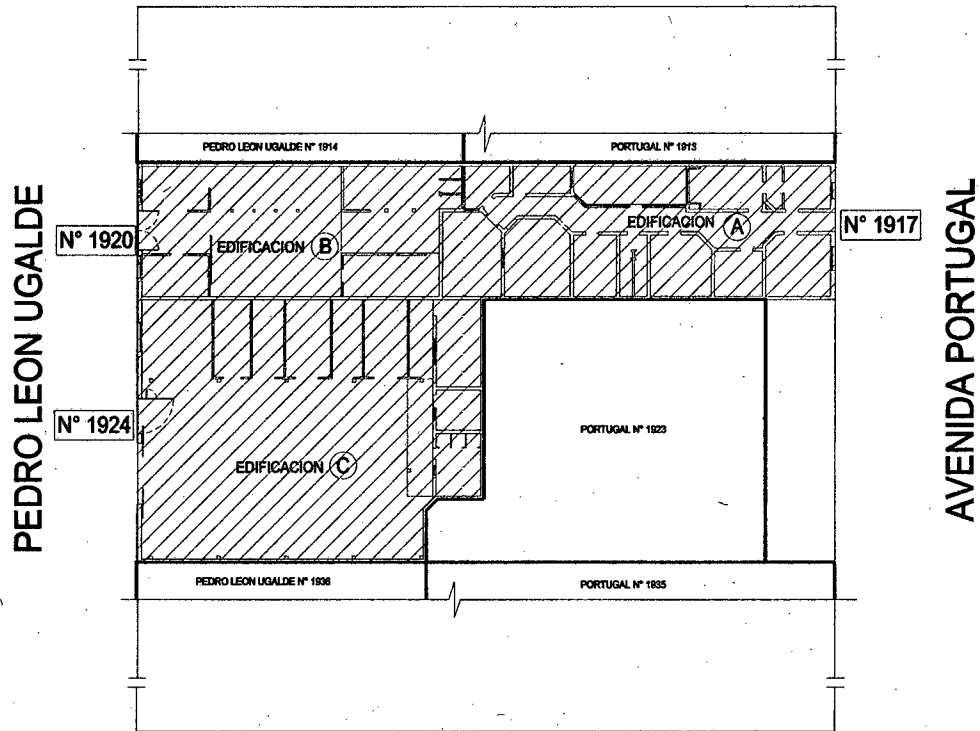 PEDRO LEON UGALDE N° 1914
PORTUGAL N° 1913
PEDRO LEON UGALDE
N° 1920
EDIFICACION B
EDIFICACION A
N° 1917
AVENIDA PORTUGAL
N° 1924
EDIFICACION C
PORTUGAL N° 1923
PEDRO LEON UGALDE N° 1936
PORTUGAL N° 1935